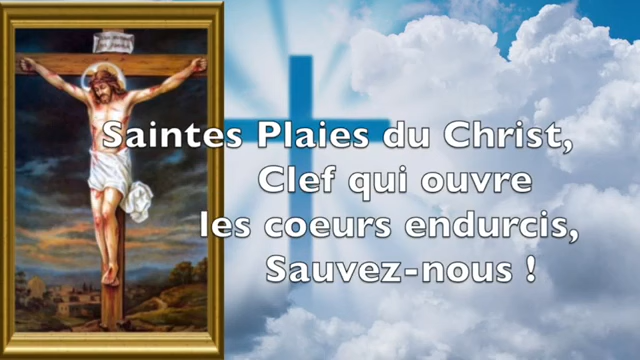 Saintes Plaies du Christ,
Clef qui ouvre
les coeurs endurcis,
Sauvez-nous !